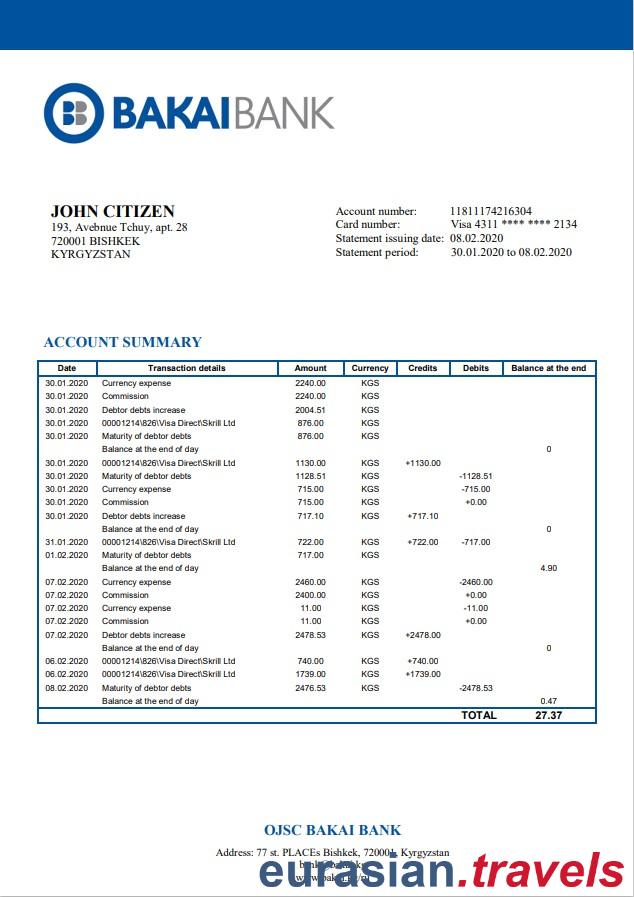 BAKAIBANK
JOHN CITIZEN
193, Avebnue Tchuy, apt. 28
720001 BISHKEK
KYRGYZSTAN
Account number: 11811174216304
Card number: Visa 4311 **** **** 2134
Statement issuing date: 08.02.2020
Statement period: 30.01.2020 to 08.02.2020
ACCOUNT SUMMARY
Date Transaction details Amount Currency Credits Debits Balance at the end
30.01.2020 Currency expense 2240.00 KGS
30.01.2020 Commission 2240.00 KGS
30.01.2020 Debtor debts increase 2004.51 KGS
30.01.2020 00001214\826\Visa Direct\Skrill Ltd 876.00 KGS
30.01.2020 Maturity of debtor debts 876.00 KGS
Balance at the end of day 0
30.01.2020 00001214\826\Visa Direct\Skrill Ltd 1130.00 KGS +1130.00
30.01.2020 Maturity of debtor debts 1128.51 KGS -1128.51
30.01.2020 Currency expense 715.00 KGS -715.00
30.01.2020 Commission 715.00 KGS +0.00
30.01.2020 Debtor debts increase 717.10 KGS +717.10
Balance at the end of day 0
31.01.2020 00001214\826\Visa Direct\Skrill Ltd 722.00 KGS +722.00 -717.00
01.02.2020 Maturity of debtor debts 717.00 KGS
Balance at the end of day 4.90
07.02.2020 Currency expense 2460.00 KGS -2460.00
07.02.2020 Commission 2400.00 KGS +0.00
07.02.2020 Currency expense 11.00 KGS -11.00
07.02.2020 Commission 11.00 KGS +0.00
07.02.2020 Debtor debts increase 2478.53 KGS +2478.00
Balance at the end of day 0
06.02.2020 00001214\826\Visa Direct\Skrill Ltd 740.00 KGS +740.00
06.02.2020 00001214\826\Visa Direct\Skrill Ltd 1739.00 KGS +1739.00
08.02.2020 Maturity of debtor debts 2476.53 KGS -2478.53
Balance at the end of day 0.47
TOTAL 27.37
OJSC BAKAI BANK
Address: 77 st. PLACEs Bishkek, 720001, Kyrgyzstan
eurasian.travels